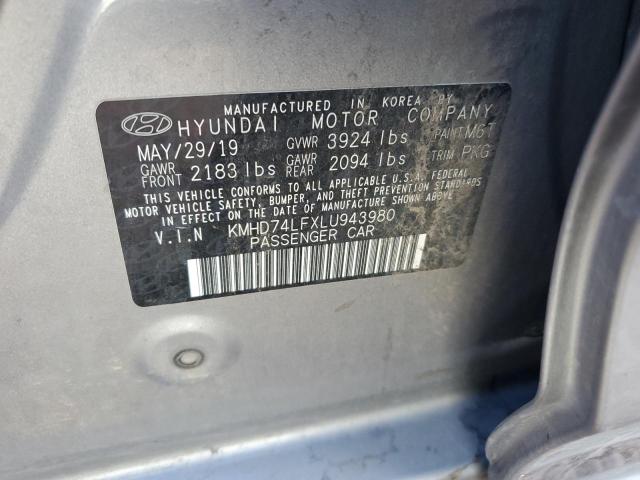 MANUFACTURED IN KOREA BY
HYUNDAI MOTOR COMPANY
MAY/29/19 GVWR 3924 lbs PAINT M6T
GAWR FRONT 2183 lbs GAWR REAR 2094 lbs TRIM PKG
THIS VEHICLE CONFORMS TO ALL APPLICABLE U.S.A. FEDERAL
MOTOR VEHICLE SAFETY, BUMPER, AND THEFT PREVENTION STANDARDS
IN EFFECT ON THE DATE OF MANUFACTURE SHOWN ABOVE
V.I.N KMHD74LFXLU943980
PASSENGER CAR